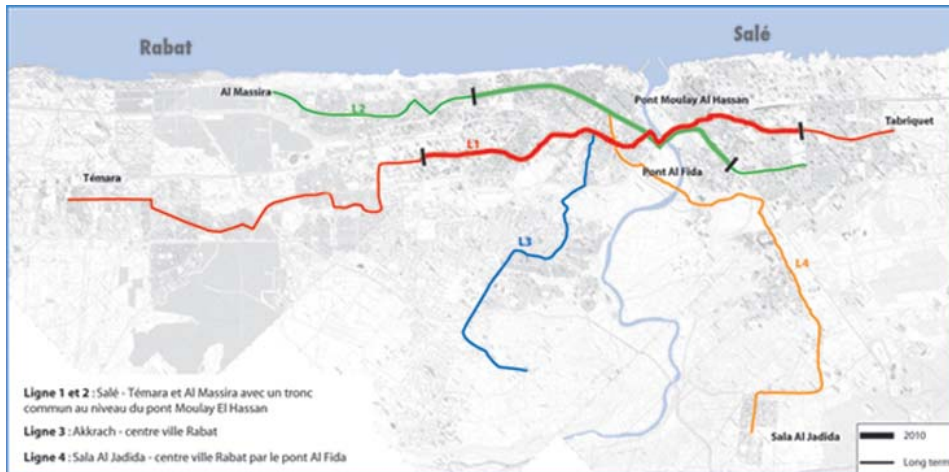 Rabat
Salé
Al Massira
L2
Pont Moulay Al Hassan
Tabriquet
L1
Témara
Pont Al Fida
L3
L4
Ligne 1 et 2 : Salé - Témara et Al Massira avec un tronc
commun au niveau du pont Moulay El Hassan
Ligne 3 : Akkrach - centre ville Rabat
Ligne 4 : Sala Al Jadida - centre ville Rabat par le pont Al Fida
Sala Al Jadida
2010
Long term